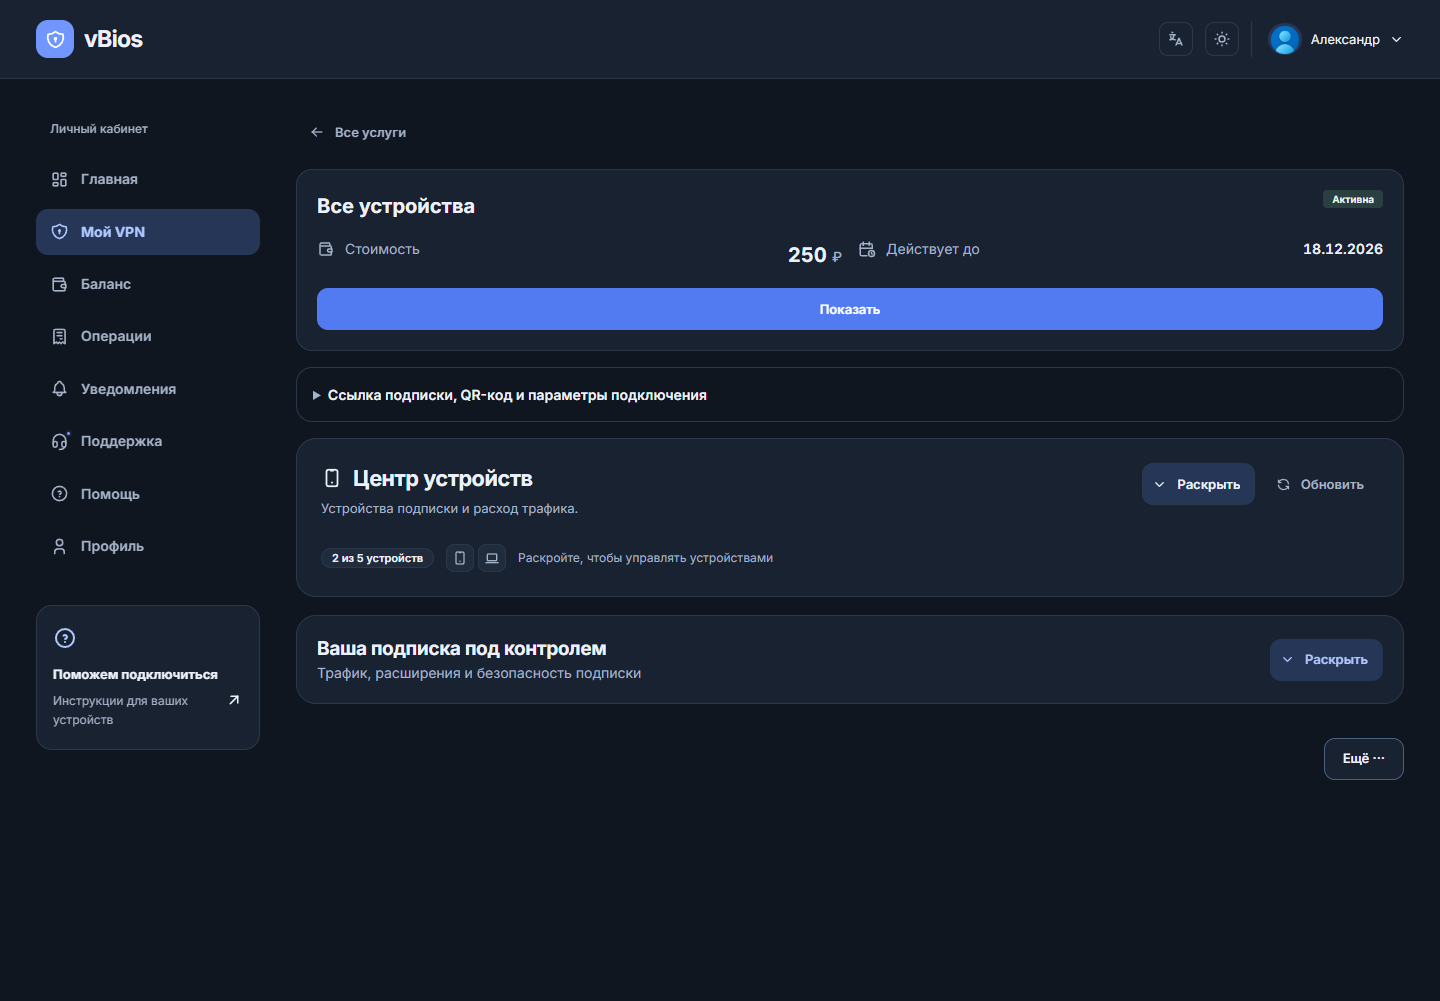 vBios
Александр
Личный кабинет
Главная
Мой VPN
Баланс
Операции
Уведомления
Поддержка
Помощь
Профиль
Поможем подключиться
Инструкции для ваших
устройств
Все услуги
Все устройства
Активна
Стоимость
250 ₽
Действует до
18.12.2026
Показать
Ссылка подписки, QR-код и параметры подключения
Центр устройств
Устройства подписки и расход трафика.
Раскрыть
Обновить
2 из 5 устройств
Раскройте, чтобы управлять устройствами
Ваша подписка под контролем
Трафик, расширения и безопасность подписки
Раскрыть
Ещё ···